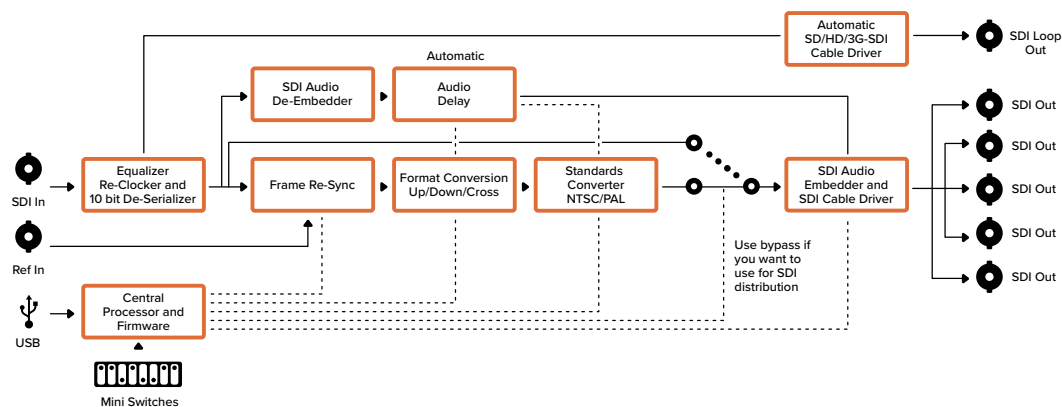 Automatic
SD/HD/3G-SDI
Cable Driver
SDI Loop
Out
Automatic
SDI Audio
De-Embedder
Audio
Delay
SDI Out
SDI Out
SDI In
Equalizer
Re-Clocker and
10 bit De-Serializer
Frame Re-Sync
Format Conversion
Up/Down/Cross
Standards
Converter
NTSC/PAL
SDI Audio
Embedder and
SDI Cable Driver
SDI Out
SDI Out
SDI Out
Ref In
Use bypass if
you want to
use for SDI
distribution
USB
Central
Processor and
Firmware
Mini Switches